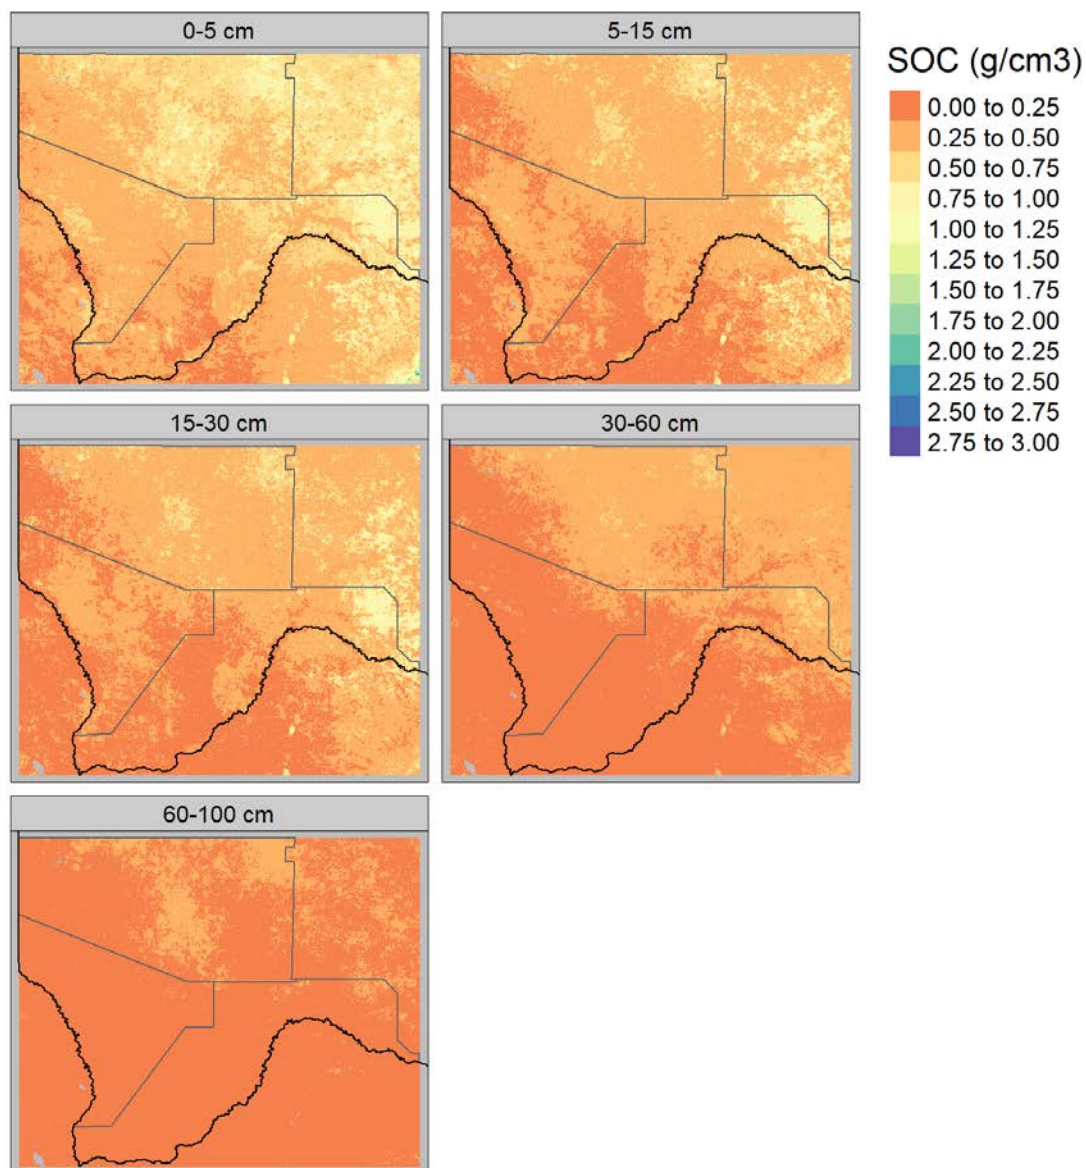 0-5 cm
5-15 cm
SOC (g/cm3)
0.00 to 0.25
0.25 to 0.50
0.50 to 0.75
0.75 to 1.00
1.00 to 1.25
1.25 to 1.50
1.50 to 1.75
1.75 to 2.00
2.00 to 2.25
2.25 to 2.50
2.50 to 2.75
2.75 to 3.00
15-30 cm
30-60 cm
60-100 cm